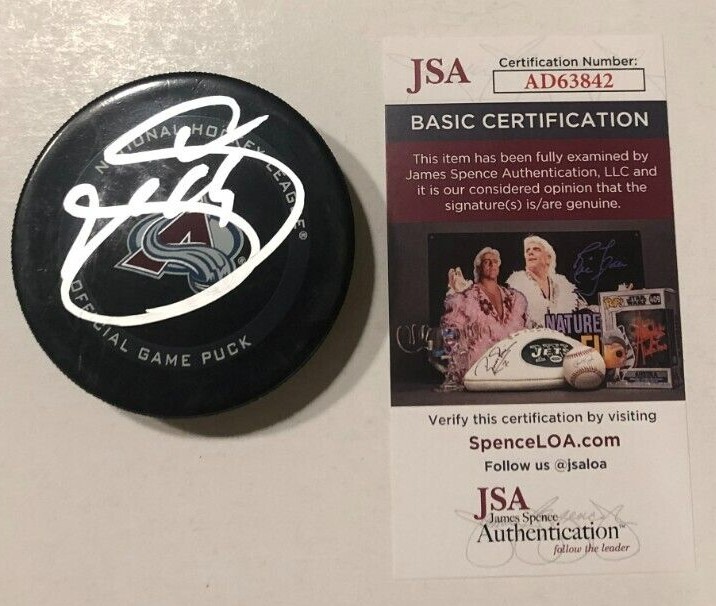 NATIONAL HOCKEY LEAGUE®
OFFICIAL GAME PUCK
JSA
Certification Number:
AD63842
BASIC CERTIFICATION
This item has been fully examined by
James Spence Authentication, LLC and
it is our considered opinion that the
signature(s) is/are genuine.
NATURE
JETS
Verify this certification by visiting
SpenceLOA.com
Follow us @jsaloa
JSA
James Spence
Authentication™
follow the leader